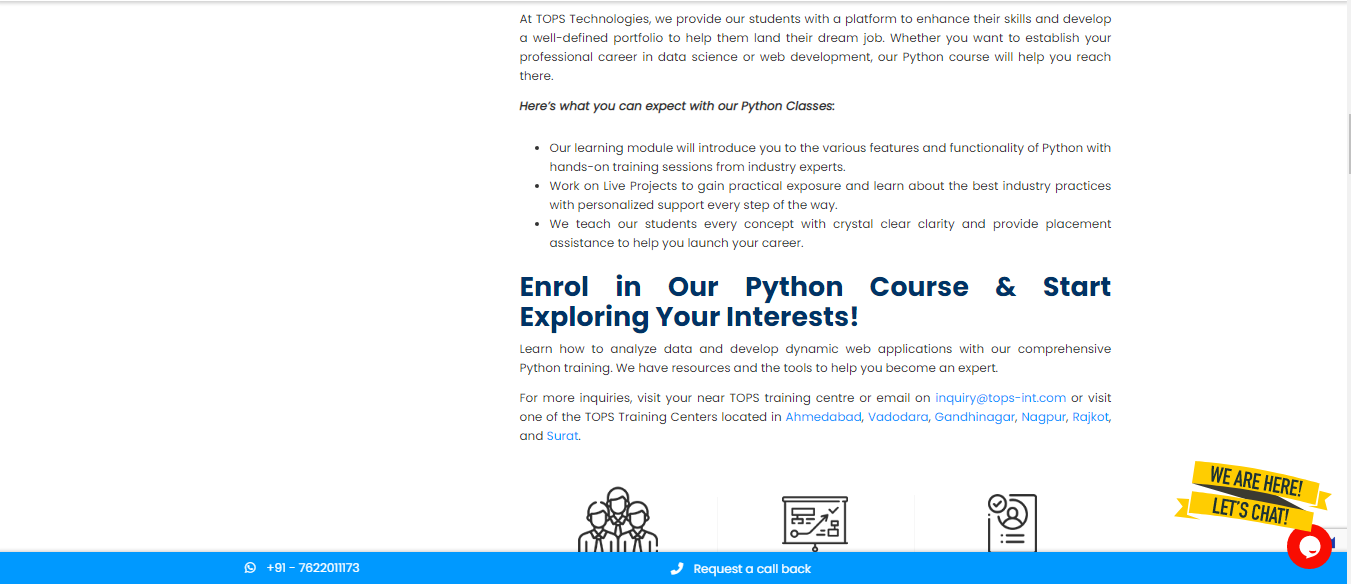 At TOPS Technologies, we provide our students with a platform to enhance their skills and develop
a well-defined portfolio to help them land their dream job. Whether you want to establish your
professional career in data science or web development, our Python course will help you reach
there.
Here's what you can expect with our Python Classes:
• Our learning module will introduce you to the various features and functionality of Python with
hands-on training sessions from industry experts.
• Work on Live Projects to gain practical exposure and learn about the best industry practices
with personalized support every step of the way.
• We teach our students every concept with crystal clear clarity and provide placement
assistance to help you launch your career.
Enrol in Our Python Course & Start
Exploring Your Interests!
Learn how to analyze data and develop dynamic web applications with our comprehensive
Python training. We have resources and the tools to help you become an expert.
For more inquiries, visit your near TOPS training centre or email on inquiry@tops-int.com or visit
one of the TOPS Training Centers located in Ahmedabad, Vadodara, Gandhinagar, Nagpur, Rajkot,
and Surat.
WE ARE HERE!
LET'S CHAT!
+91 - 7622011173
Request a call back